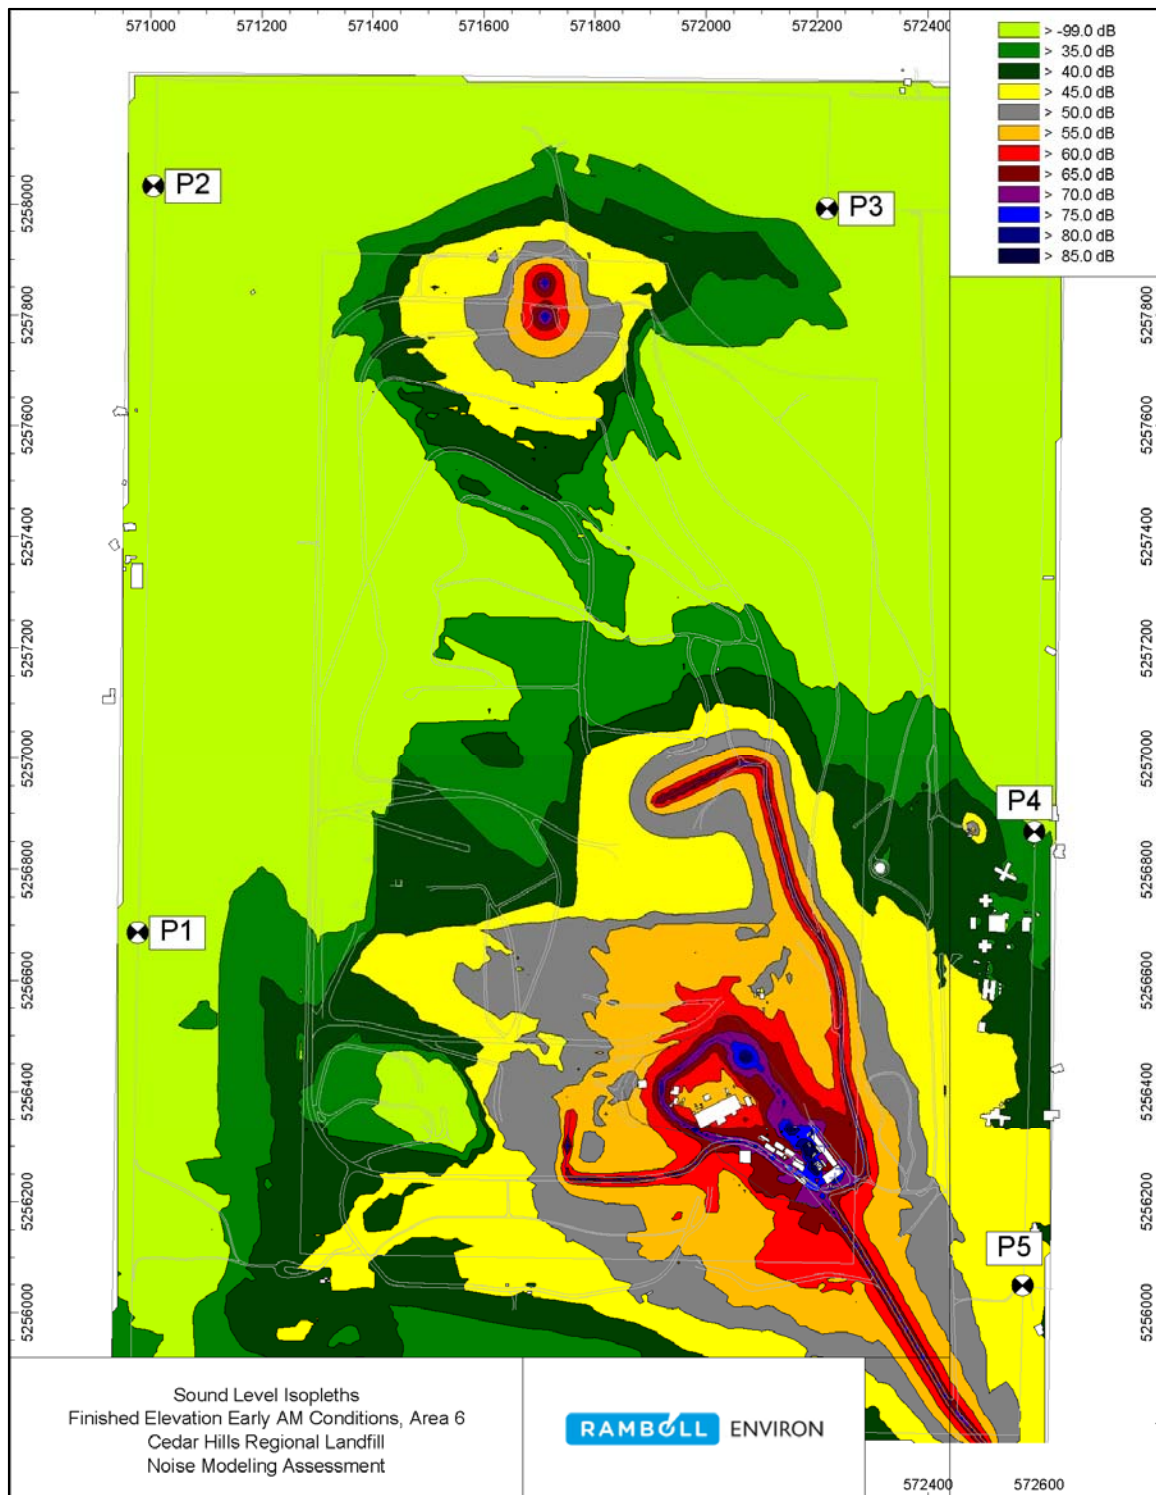 571000 571200 571400 571600 571800 572000 572200 572400
> -99.0 dB
> 35.0 dB
> 40.0 dB
> 45.0 dB
> 50.0 dB
> 55.0 dB
> 60.0 dB
> 65.0 dB
> 70.0 dB
> 75.0 dB
> 80.0 dB
> 85.0 dB
P2
P3
P4
P1
P5
5258000
5257800
5257600
5257400
5257200
5257000
5256800
5256600
5256400
5256200
5256000
5257800
5257600
5257400
5257200
5257000
5256800
5256600
5256400
5256200
5256000
Sound Level Isopleths
Finished Elevation Early AM Conditions, Area 6
Cedar Hills Regional Landfill
Noise Modeling Assessment
RAMBOLL ENVIRON
572400 572600